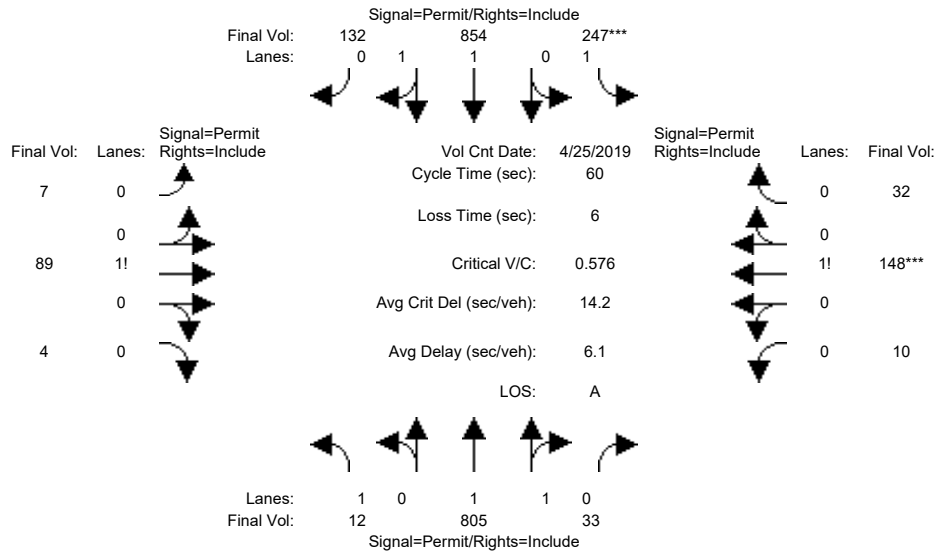 Signal=Permit/Rights=Include
Final Vol: 132 854 247***
Lanes: 0 1 1 0 1
Signal=Permit
Final Vol: Lanes: Rights=Include
Vol Cnt Date: 4/25/2019
Signal=Permit
Rights=Include Lanes: Final Vol:
Cycle Time (sec): 60
7 0
0 32
Loss Time (sec): 6
0
0
89 1!
Critical V/C: 0.576
1! 148***
0
Avg Crit Del (sec/veh): 14.2
0
4 0
Avg Delay (sec/veh): 6.1
0 10
LOS: A
Lanes: 1 0 1 1 0
Final Vol: 12 805 33
Signal=Permit/Rights=Include